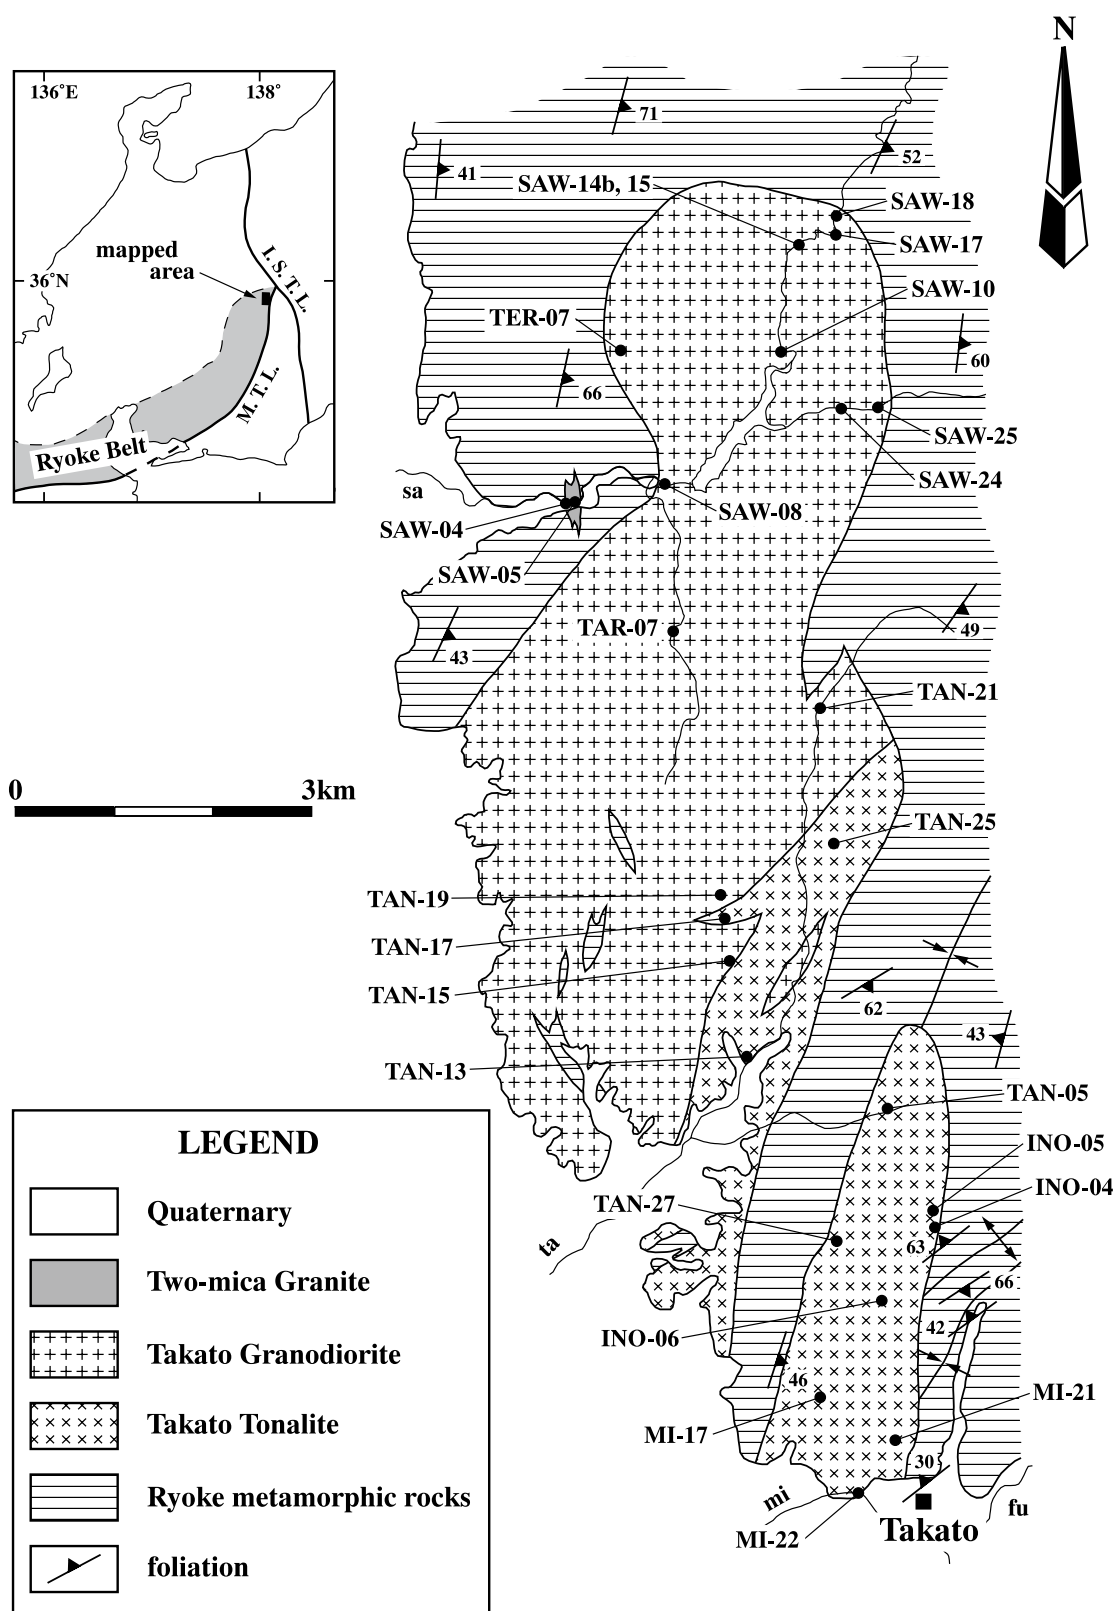 N
136°E
138°
36°N
mapped
area
I. S. T. L.
M. T. L.
Ryoke Belt
71
41
52
SAW-14b, 15
SAW-18
SAW-17
SAW-10
TER-07
60
66
SAW-25
SAW-24
sa
SAW-08
SAW-04
SAW-05
TAR-07
49
43
TAN-21
0
3km
TAN-25
TAN-19
TAN-17
TAN-15
62
43
TAN-13
TAN-05
INO-05
INO-04
TAN-27
ta
63
66
INO-06
42
46
MI-21
MI-17
30
mi
fu
Takato
MI-22
LEGEND
Quaternary
Two-mica Granite
Takato Granodiorite
Takato Tonalite
Ryoke metamorphic rocks
foliation